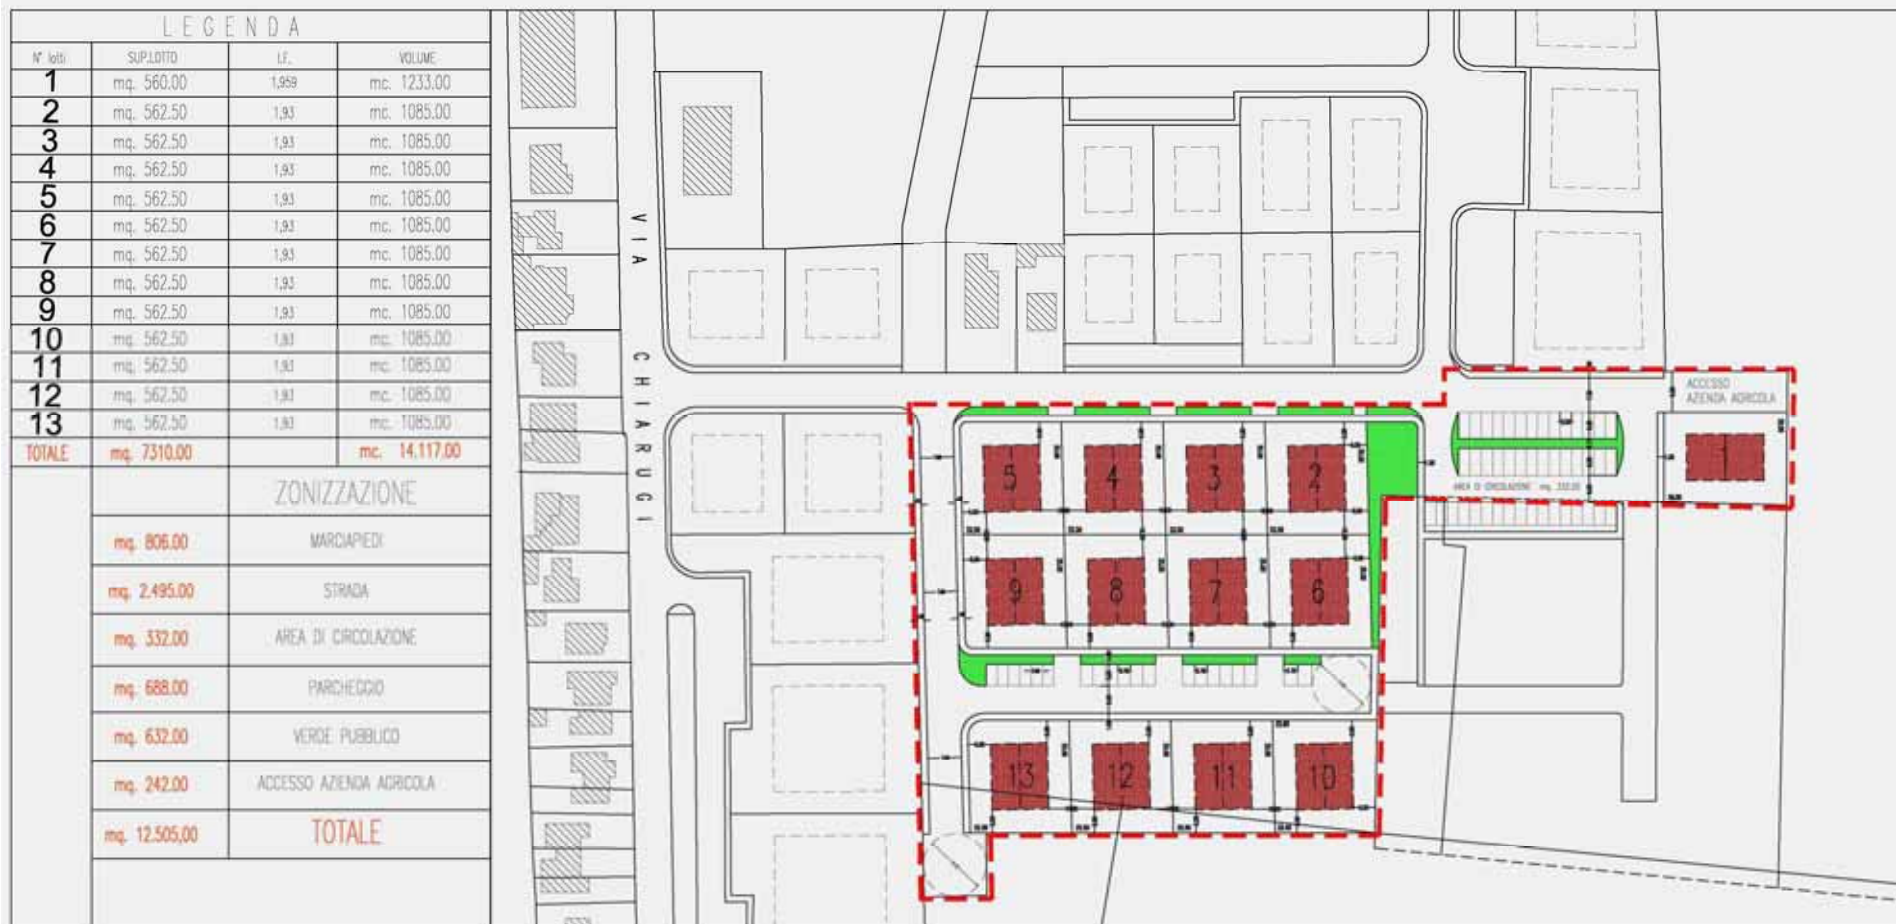 LEGENDA
N° lotti SUP.LOTTO I.F. VOLUME
1 mq. 560.00 1,959 mc. 1233.00
2 mq. 562.50 1,93 mc. 1085.00
3 mq. 562.50 1,93 mc. 1085.00
4 mq. 562.50 1,93 mc. 1085.00
5 mq. 562.50 1,93 mc. 1085.00
6 mq. 562.50 1,93 mc. 1085.00
7 mq. 562.50 1,93 mc. 1085.00
8 mq. 562.50 1,93 mc. 1085.00
9 mq. 562.50 1,93 mc. 1085.00
10 mq. 562.50 1,93 mc. 1085.00
11 mq. 562.50 1,93 mc. 1085.00
12 mq. 562.50 1,93 mc. 1085.00
13 mq. 562.50 1,93 mc. 1085.00
TOTALE mq. 7310.00 mc. 14.117.00
ZONIZZAZIONE
mq. 806.00 MARCIAPIEDI
mq. 2.495.00 STRADA
mq. 332.00 AREA DI CIRCOLAZIONE
mq. 688.00 PARCHEGGIO
mq. 632.00 VERDE PUBBLICO
mq. 242.00 ACCESSO AZIENDA AGRICOLA
mq. 12.505,00 TOTALE
VIA CHIARUGI
ACCESSO
AZIENDA AGRICOLA
AREA DI CIRCOLAZIONE mq. 332.00
1
5 4 3 2
9 8 7 6
13 12 11 10